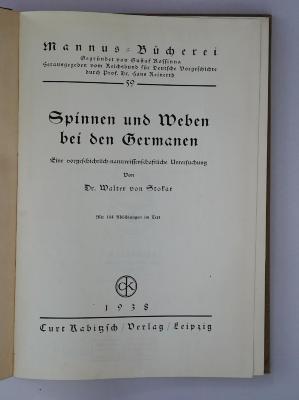 Mannus-Bücherei
Gegründet von Gustaf Kossinna
Herausgegeben vom Reichsbund für Deutsche Vorgeschichte
durch Prof. Dr. Hans Reinerth
59
Spinnen und Weben
bei den Germanen
Eine vorgeschichtlich-naturwissenschaftliche Untersuchung
Von
Dr. Walter von Stokar
Mit 104 Abbildungen im Text
CK
1938
Curt Kabitzsch / Verlag / Leipzig